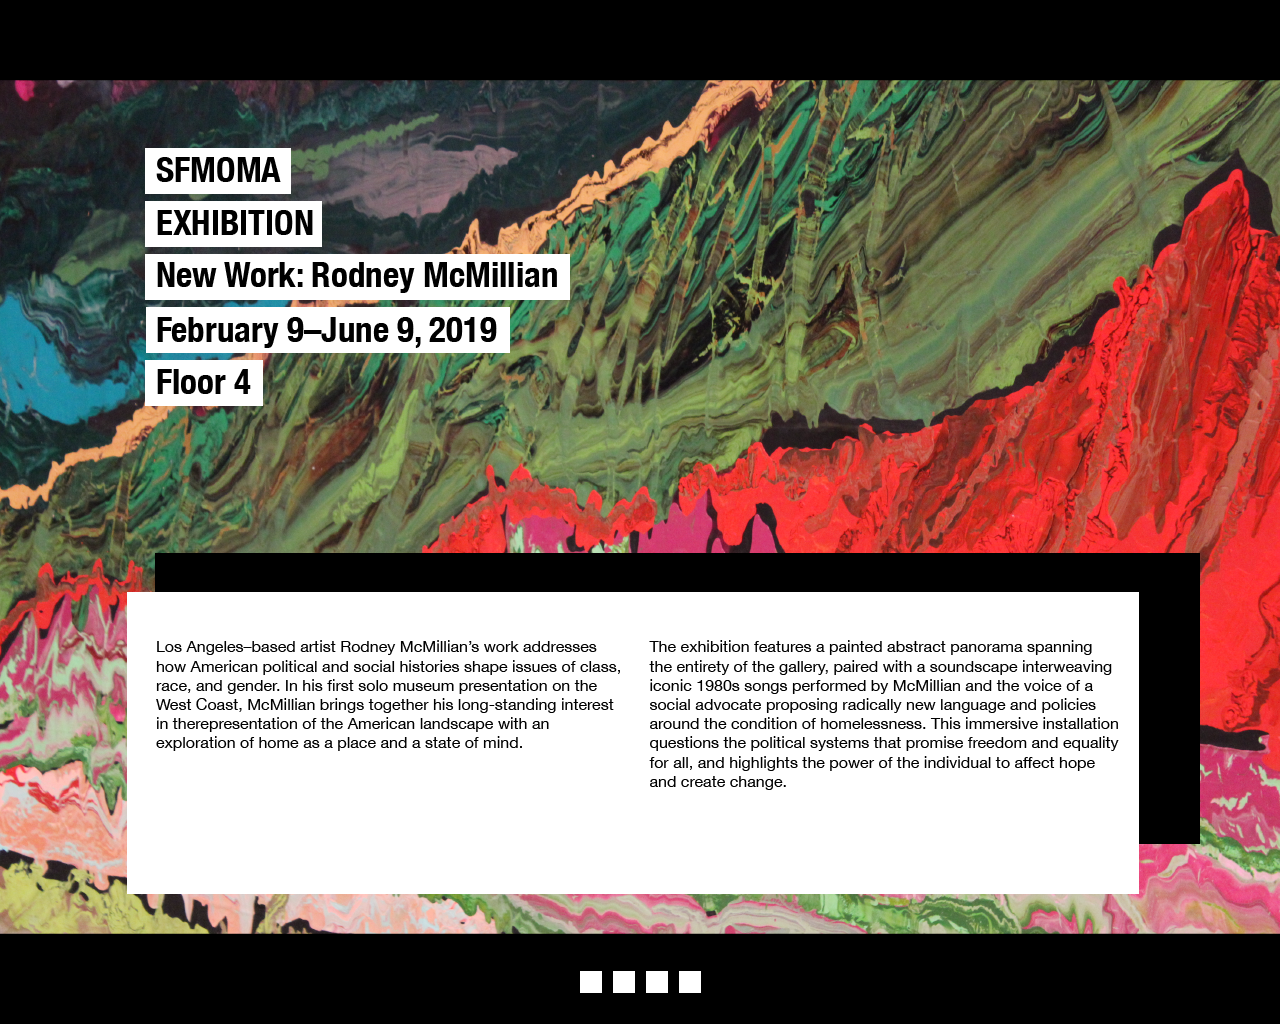 SFMOMA
EXHIBITION
New Work: Rodney McMillian
February 9–June 9, 2019
Floor 4
Los Angeles–based artist Rodney McMillian’s work addresses
how American political and social histories shape issues of class,
race, and gender. In his first solo museum presentation on the
West Coast, McMillian brings together his long-standing interest
in therepresentation of the American landscape with an
exploration of home as a place and a state of mind.
The exhibition features a painted abstract panorama spanning
the entirety of the gallery, paired with a soundscape interweaving
iconic 1980s songs performed by McMillian and the voice of a
social advocate proposing radically new language and policies
around the condition of homelessness. This immersive installation
questions the political systems that promise freedom and equality
for all, and highlights the power of the individual to affect hope
and create change.